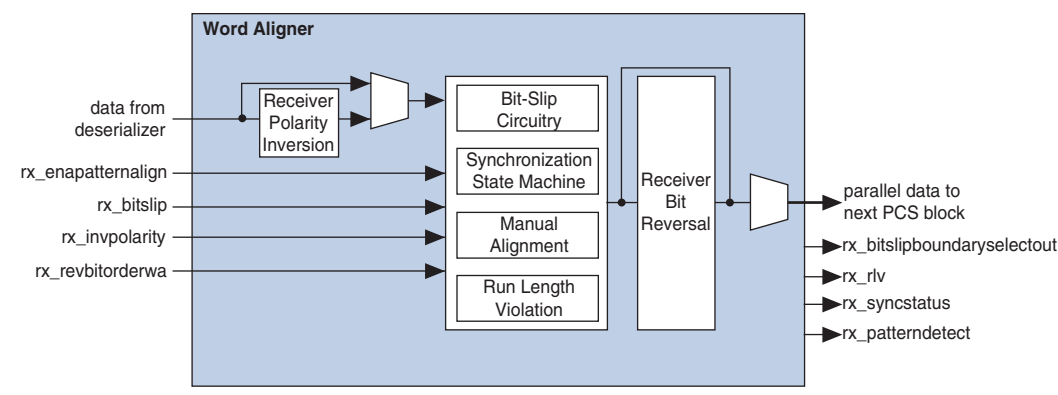 Word Aligner
data from
deserializer
Receiver
Polarity
Inversion
rx_enapatternalign
rx_bitslip
rx_invpolarity
rx_revbitorderwa
Bit-Slip
Circuitry
Synchronization
State Machine
Manual
Alignment
Run Length
Violation
Receiver
Bit
Reversal
parallel data to
next PCS block
rx_bitslipboundaryselectout
rx_rlv
rx_syncstatus
rx_patterndetect